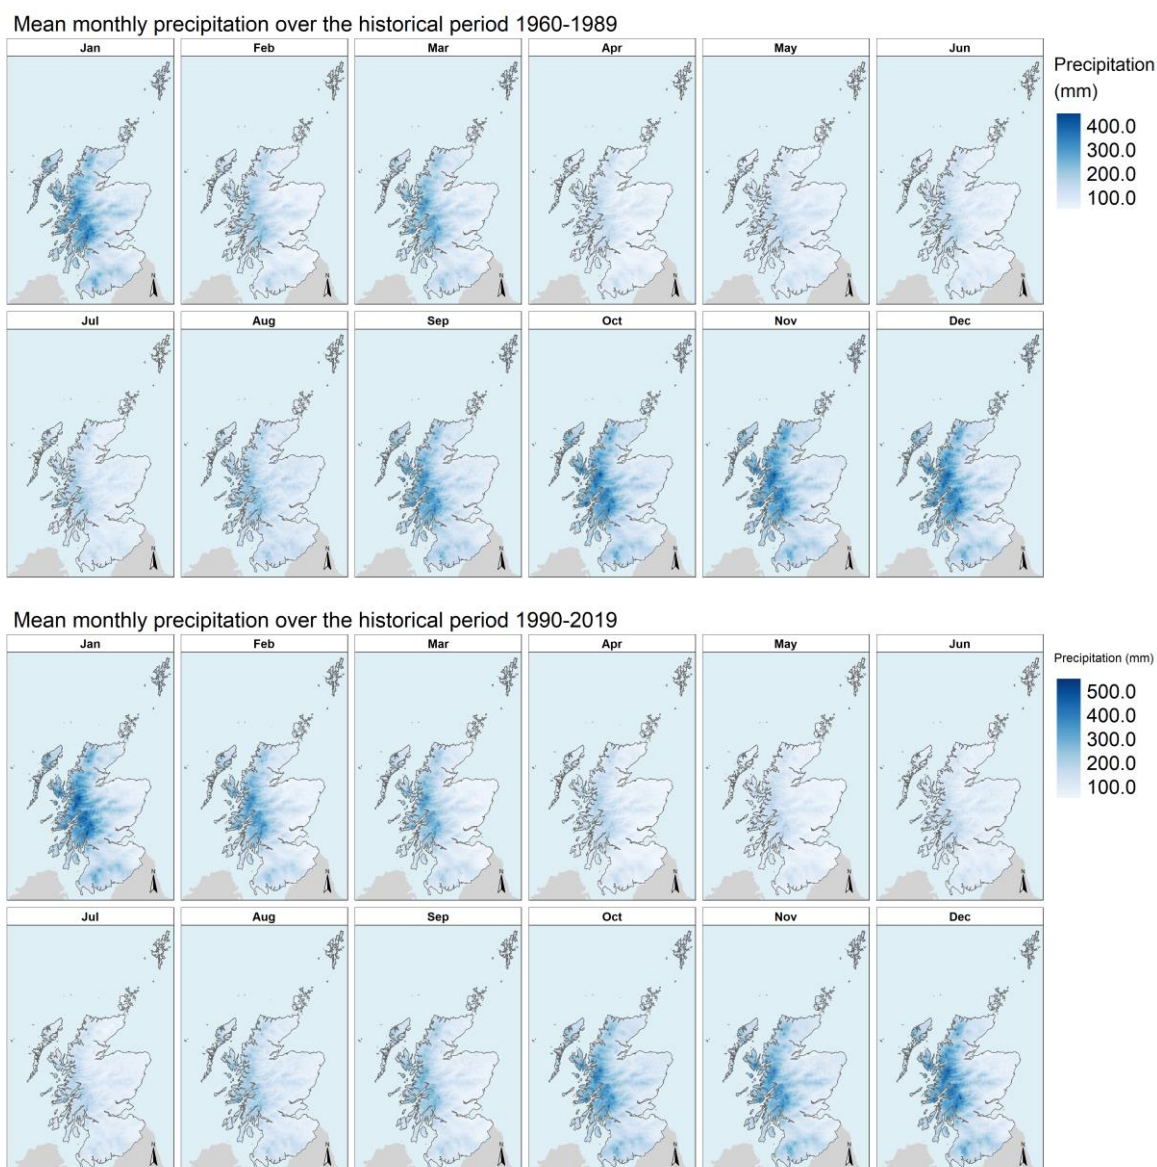 Mean monthly precipitation over the historical period 1960-1989
Jan Feb Mar Apr May Jun
Precipitation
(mm)
400.0
300.0
200.0
100.0
N N N N N N
Jul Aug Sep Oct Nov Dec
N N N N N N
Mean monthly precipitation over the historical period 1990-2019
Jan Feb Mar Apr May Jun
Precipitation (mm)
500.0
400.0
300.0
200.0
100.0
N N N N N N
Jul Aug Sep Oct Nov Dec
N N N N N N